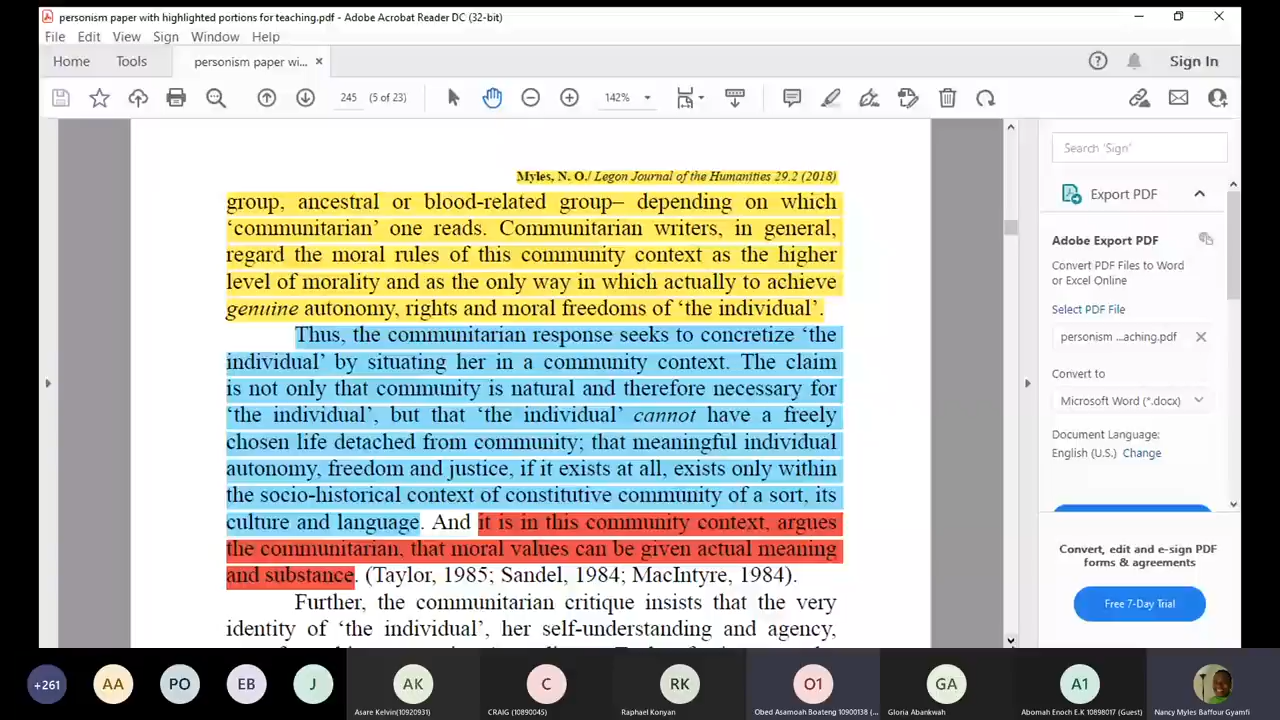 personism paper with highlighted portions for teaching.pdf - Adobe Acrobat Reader DC (32-bit)
File Edit View Sign Window Help
Home Tools personism paper wi... × Sign In
245 (5 of 23) 142%
Search 'Sign'
Myles, N. O./ Legon Journal of the Humanities 29.2 (2018)
group, ancestral or blood-related group– depending on which
‘communitarian’ one reads. Communitarian writers, in general,
regard the moral rules of this community context as the higher
level of morality and as the only way in which actually to achieve
genuine autonomy, rights and moral freedoms of ‘the individual’.
Thus, the communitarian response seeks to concretize ‘the
individual’ by situating her in a community context. The claim
is not only that community is natural and therefore necessary for
‘the individual’, but that ‘the individual’ cannot have a freely
chosen life detached from community; that meaningful individual
autonomy, freedom and justice, if it exists at all, exists only within
the socio-historical context of constitutive community of a sort, its
culture and language. And it is in this community context, argues
the communitarian, that moral values can be given actual meaning
and substance. (Taylor, 1985; Sandel, 1984; MacIntyre, 1984).
Further, the communitarian critique insists that the very
identity of ‘the individual’, her self-understanding and agency,
Export PDF
Adobe Export PDF
Convert PDF Files to Word
or Excel Online
Select PDF File
personism ...aching.pdf ×
Convert to
Microsoft Word (*.docx)
Document Language:
English (U.S.) Change
Convert, edit and e-sign PDF
forms & agreements
Free 7-Day Trial
+261 AA PO EB J AK C RK O1 GA A1
Asare Kelvin(10920931) CRAIG (10890045) Raphael Konyan Obed Asamoah Boateng 10900138 (... Gloria Abankwah Abomah Enoch E.K 10898017 (Guest) Nancy Myles Barfour Gyamfi